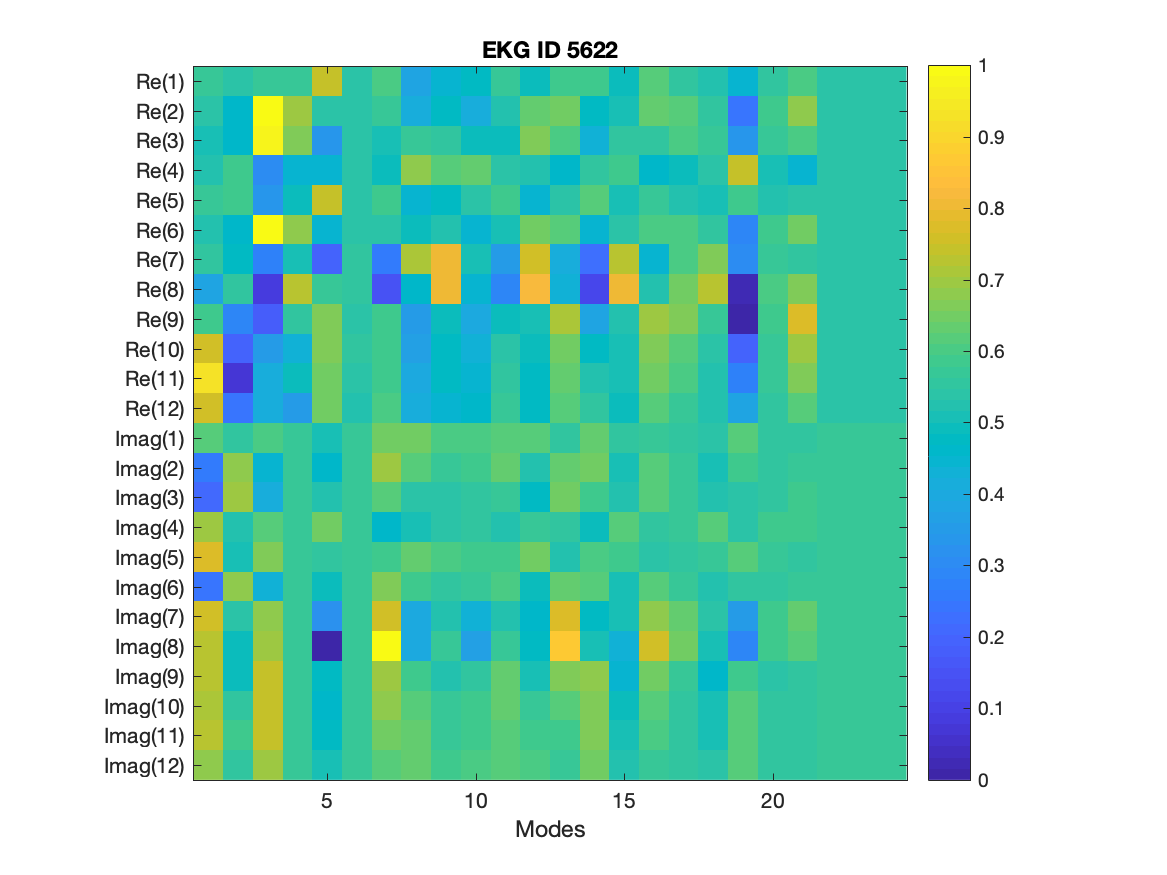 EKG ID 5622
Re(1)
Re(2)
Re(3)
Re(4)
Re(5)
Re(6)
Re(7)
Re(8)
Re(9)
Re(10)
Re(11)
Re(12)
Imag(1)
Imag(2)
Imag(3)
Imag(4)
Imag(5)
Imag(6)
Imag(7)
Imag(8)
Imag(9)
Imag(10)
Imag(11)
Imag(12)
5 10 15 20
Modes
1
0.9
0.8
0.7
0.6
0.5
0.4
0.3
0.2
0.1
0